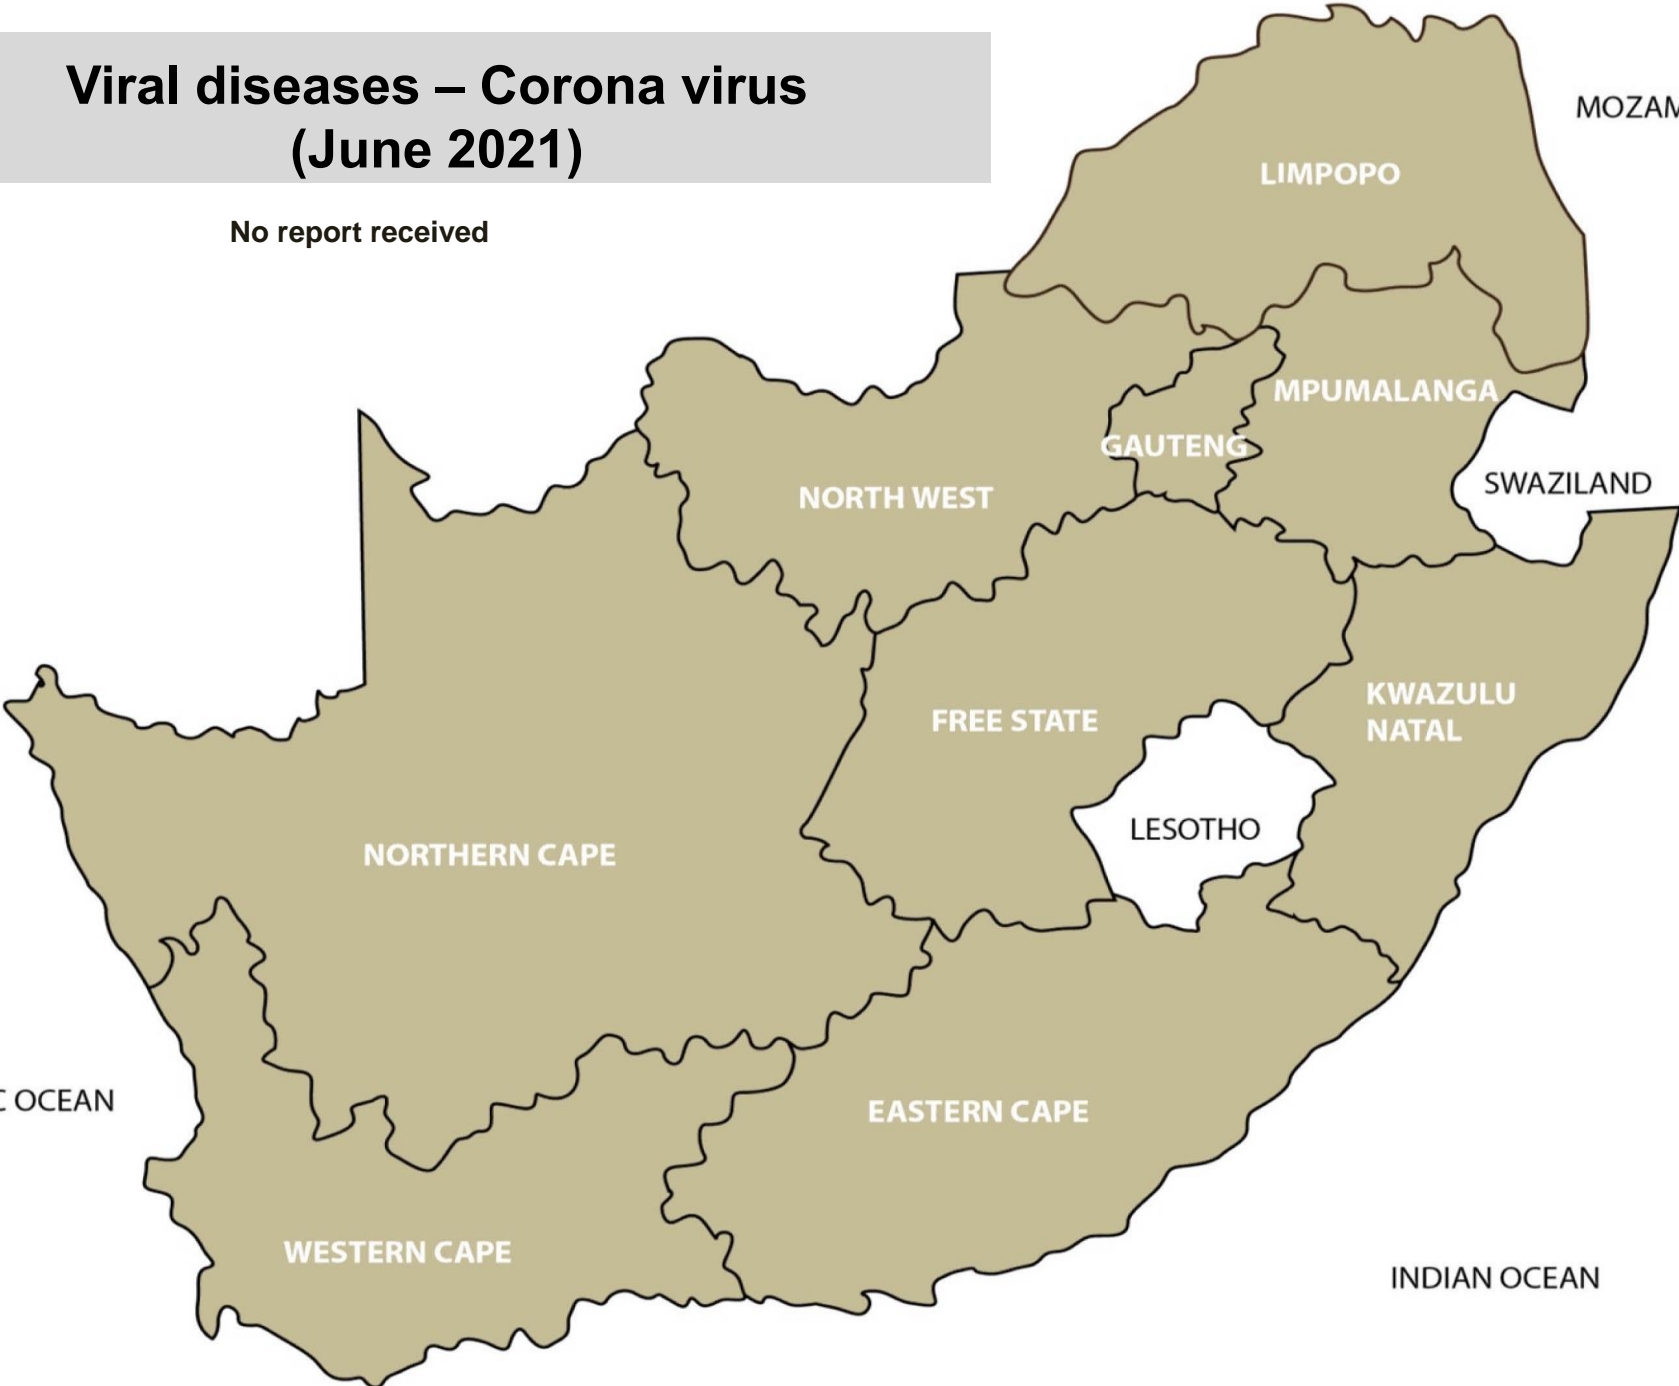 Viral diseases – Corona virus
(June 2021)
No report received
MOZAM
LIMPOPO
MPUMALANGA
GAUTENG
SWAZILAND
NORTH WEST
KWAZULU
NATAL
FREE STATE
LESOTHO
NORTHERN CAPE
C OCEAN
EASTERN CAPE
WESTERN CAPE
INDIAN OCEAN